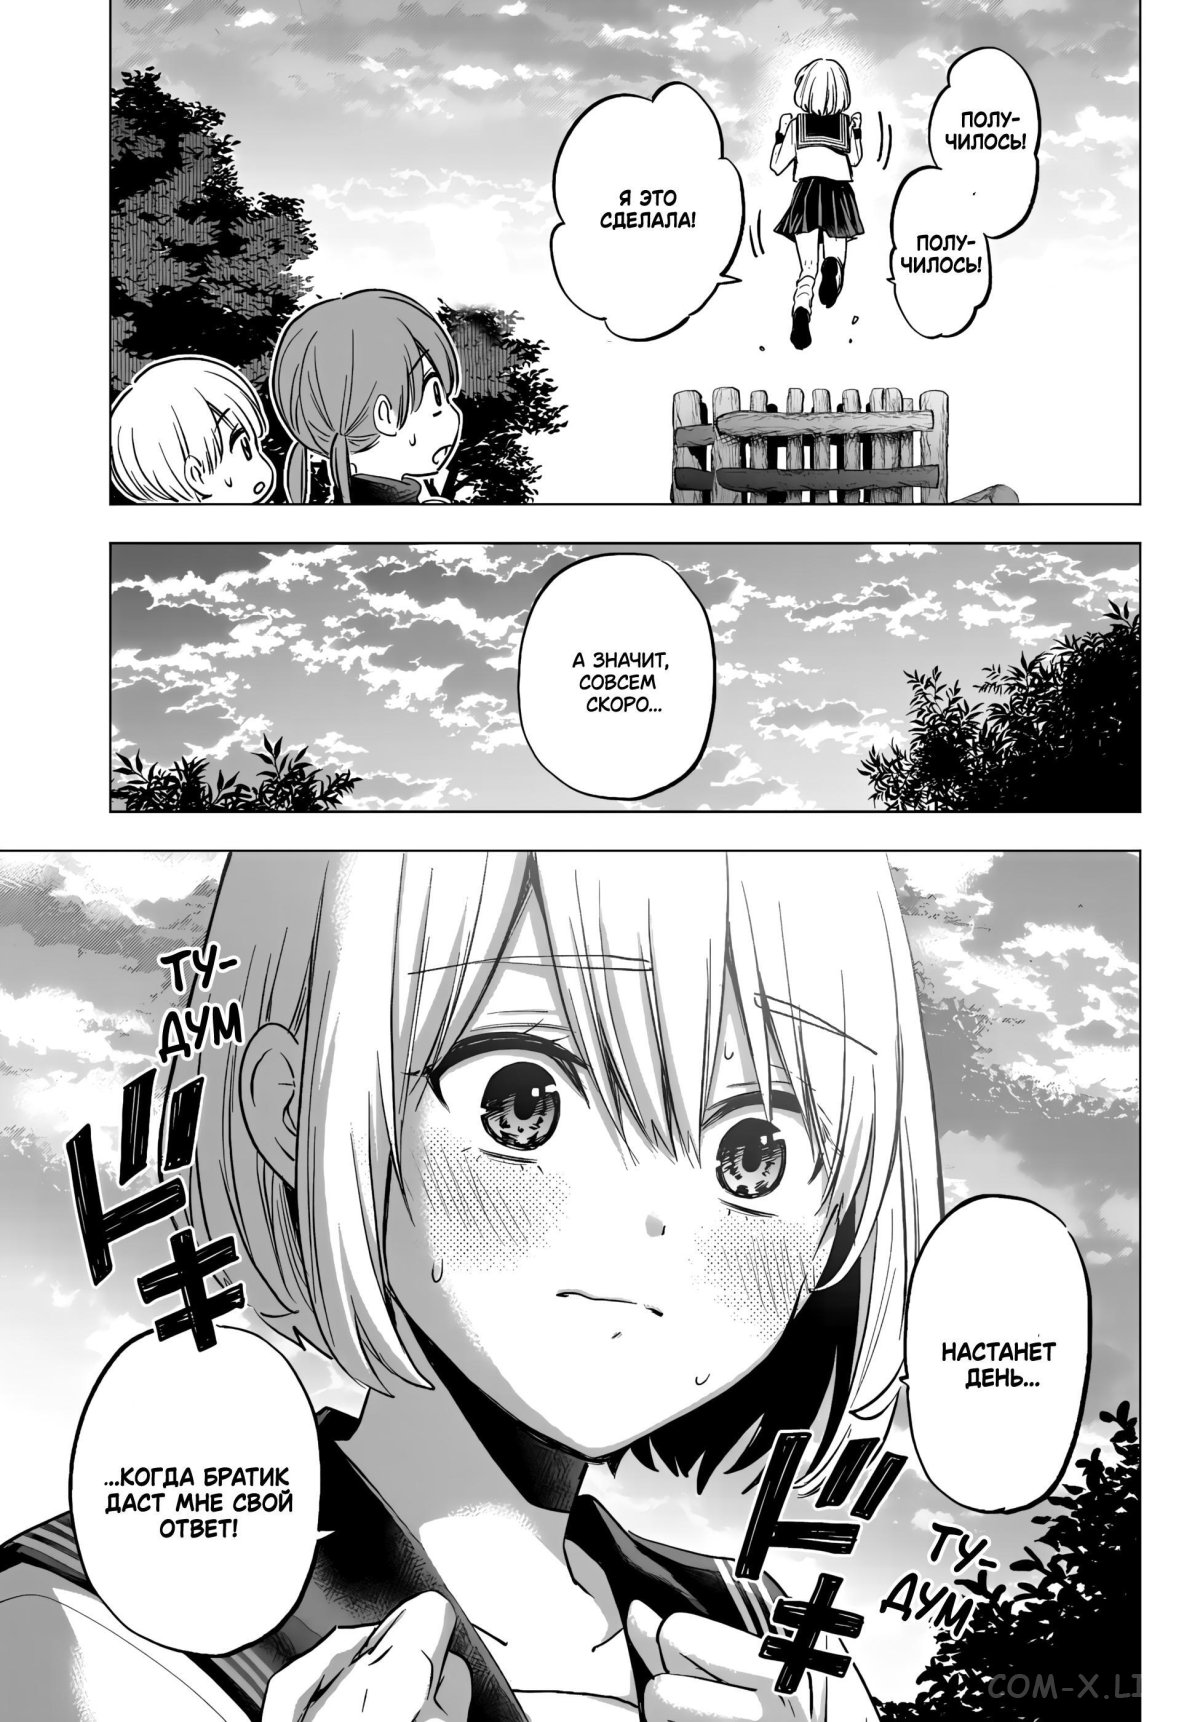 ПОЛУ-
ЧИЛОСЬ!
ПОЛУ-
ЧИЛОСЬ!
Я ЭТО
СДЕЛАЛА!
А ЗНАЧИТ,
СОВСЕМ
СКОРО...
ТУ-
ДУМ
ドキ
НАСТАНЕТ
ДЕНЬ...
...КОГДА БРАТИК
ДАСТ МНЕ СВОЙ
ОТВЕТ!
ドキ
ТУ-
ДУМ
COM-X.LI